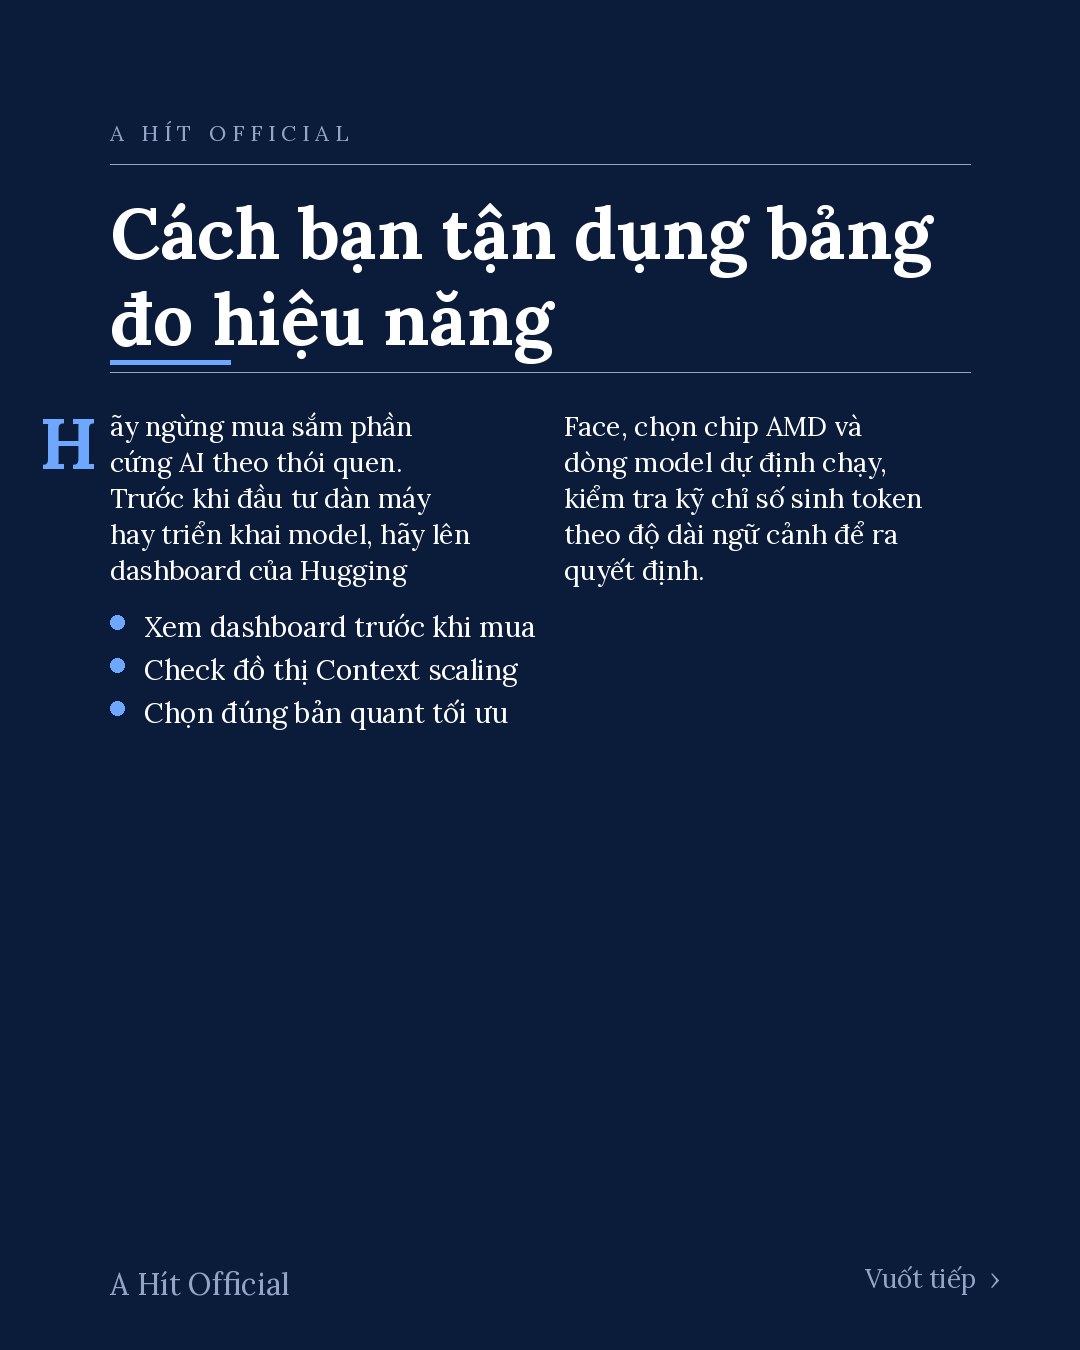 A HÍT OFFICIAL
Cách bạn tận dụng bảng
đo hiệu năng
Hãy ngừng mua sắm phần
cứng AI theo thói quen.
Trước khi đầu tư dàn máy
hay triển khai model, hãy lên
dashboard của Hugging
Face, chọn chip AMD và
dòng model dự định chạy,
kiểm tra kỹ chỉ số sinh token
theo độ dài ngữ cảnh để ra
quyết định.
Xem dashboard trước khi mua
Check đồ thị Context scaling
Chọn đúng bản quant tối ưu
A Hít Official
Vuốt tiếp ›